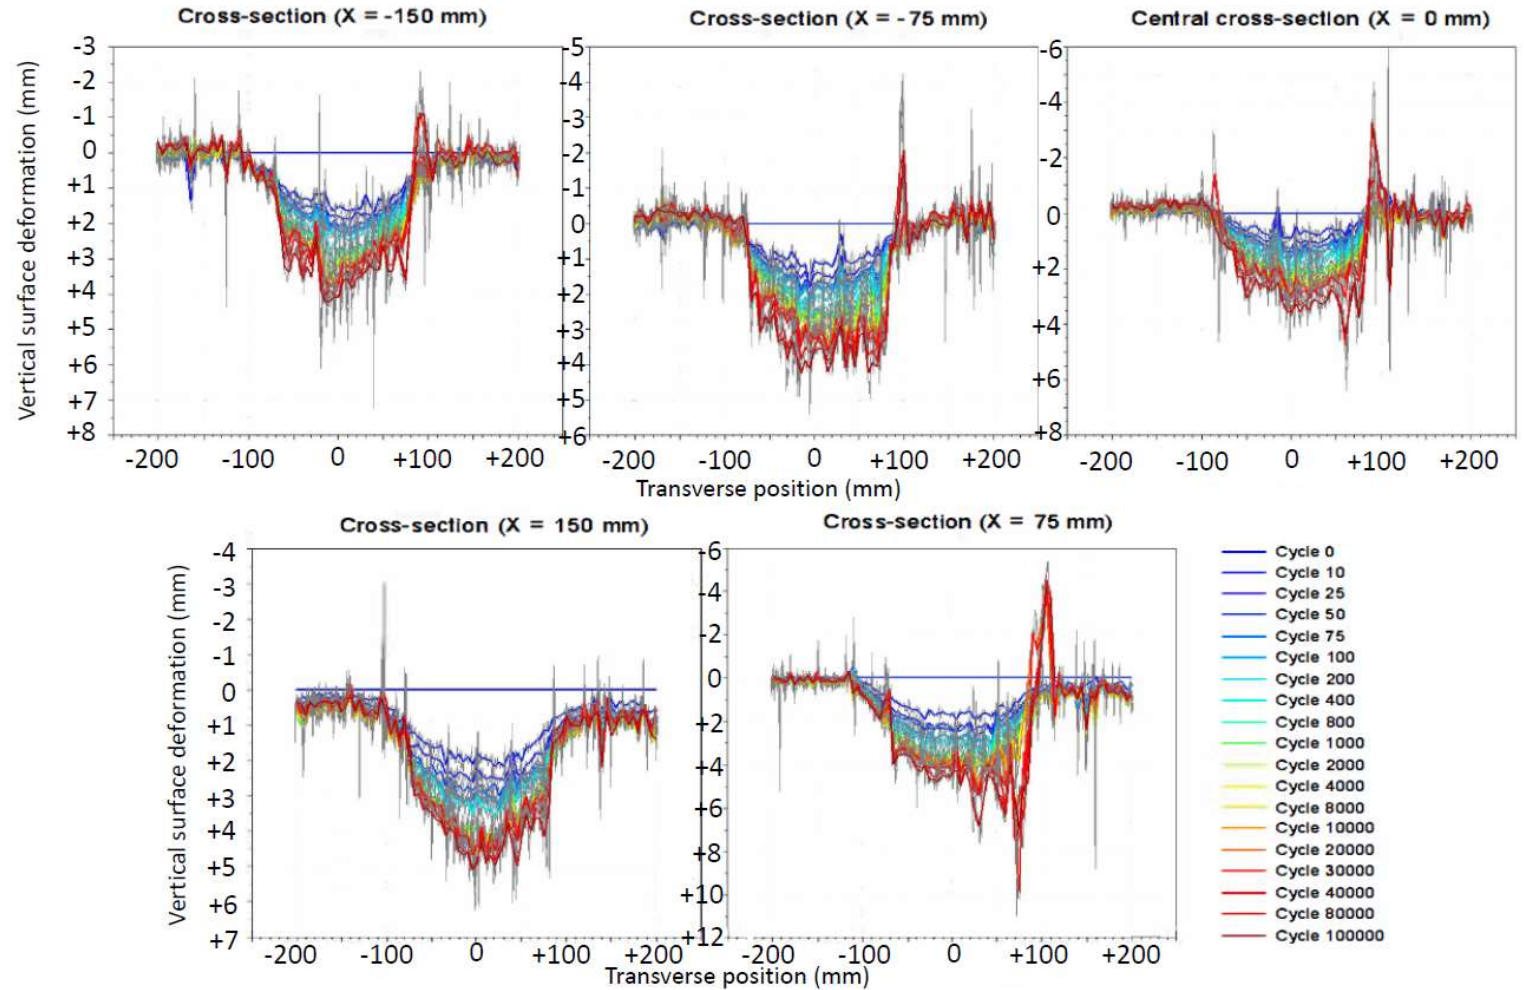 Cross-section (X = -150 mm)
Cross-section (X = -75 mm)
Central cross-section (X = 0 mm)
Vertical surface deformation (mm)
-3
-2
-1
0
+1
+2
+3
+4
+5
+6
+7
+8
-200 -100 0 +100 +200
-5
-4
-3
-2
-1
0
+1
+2
+3
+4
+5
+6
-200 -100 0 +100 +200
-6
-4
-2
0
+2
+4
+6
+8
-200 -100 0 +100 +200
Transverse position (mm)
Cross-section (X = 150 mm)
Cross-section (X = 75 mm)
Vertical surface deformation (mm)
-4
-3
-2
-1
0
+1
+2
+3
+4
+5
+6
+7
-200 -100 0 +100 +200
-6
-4
-2
0
+2
+4
+6
+8
+10
+12
-200 -100 0 +100 +200
Transverse position (mm)
Cycle 0
Cycle 10
Cycle 25
Cycle 50
Cycle 75
Cycle 100
Cycle 200
Cycle 400
Cycle 800
Cycle 1000
Cycle 2000
Cycle 4000
Cycle 8000
Cycle 10000
Cycle 20000
Cycle 30000
Cycle 40000
Cycle 80000
Cycle 100000